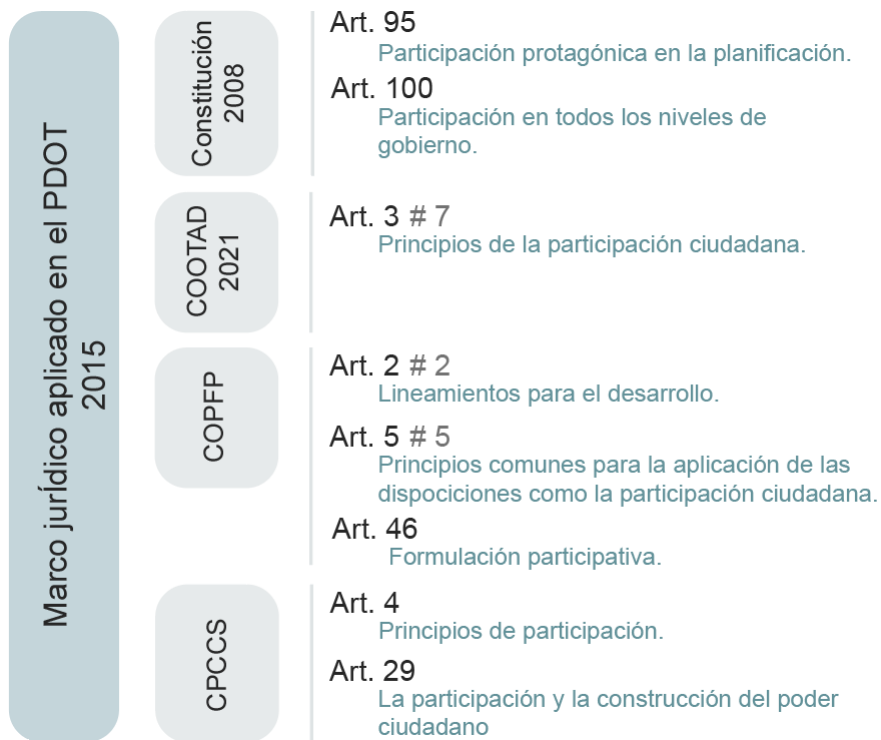 Marco jurídico aplicado en el PDOT
2015
Constitución
2008
Art. 95
Participación protagónica en la planificación.
Art. 100
Participación en todos los niveles de
gobierno.
COOTAD
2021
Art. 3 # 7
Principios de la participación ciudadana.
COPFP
Art. 2 # 2
Lineamientos para el desarrollo.
Art. 5 # 5
Principios comunes para la aplicación de las
dispociciones como la participación ciudadana.
Art. 46
Formulación participativa.
CPCCS
Art. 4
Principios de participación.
Art. 29
La participación y la construcción del poder
ciudadano